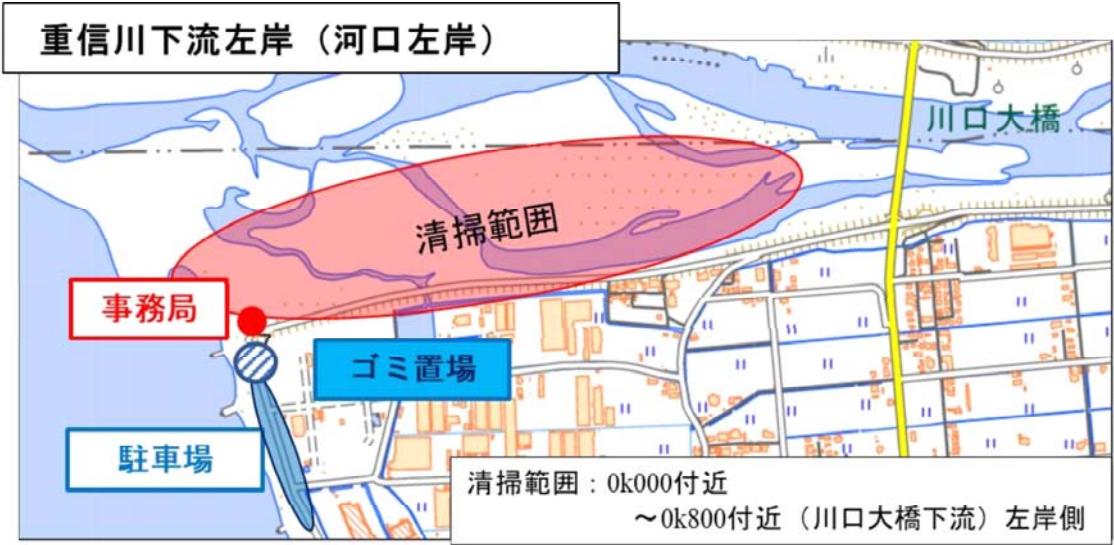 重信川下流左岸（河口左岸）
川口大橋
清掃範囲
事務局
ゴミ置場
駐車場
清掃範囲：0k000付近
～0k800付近（川口大橋下流）左岸側